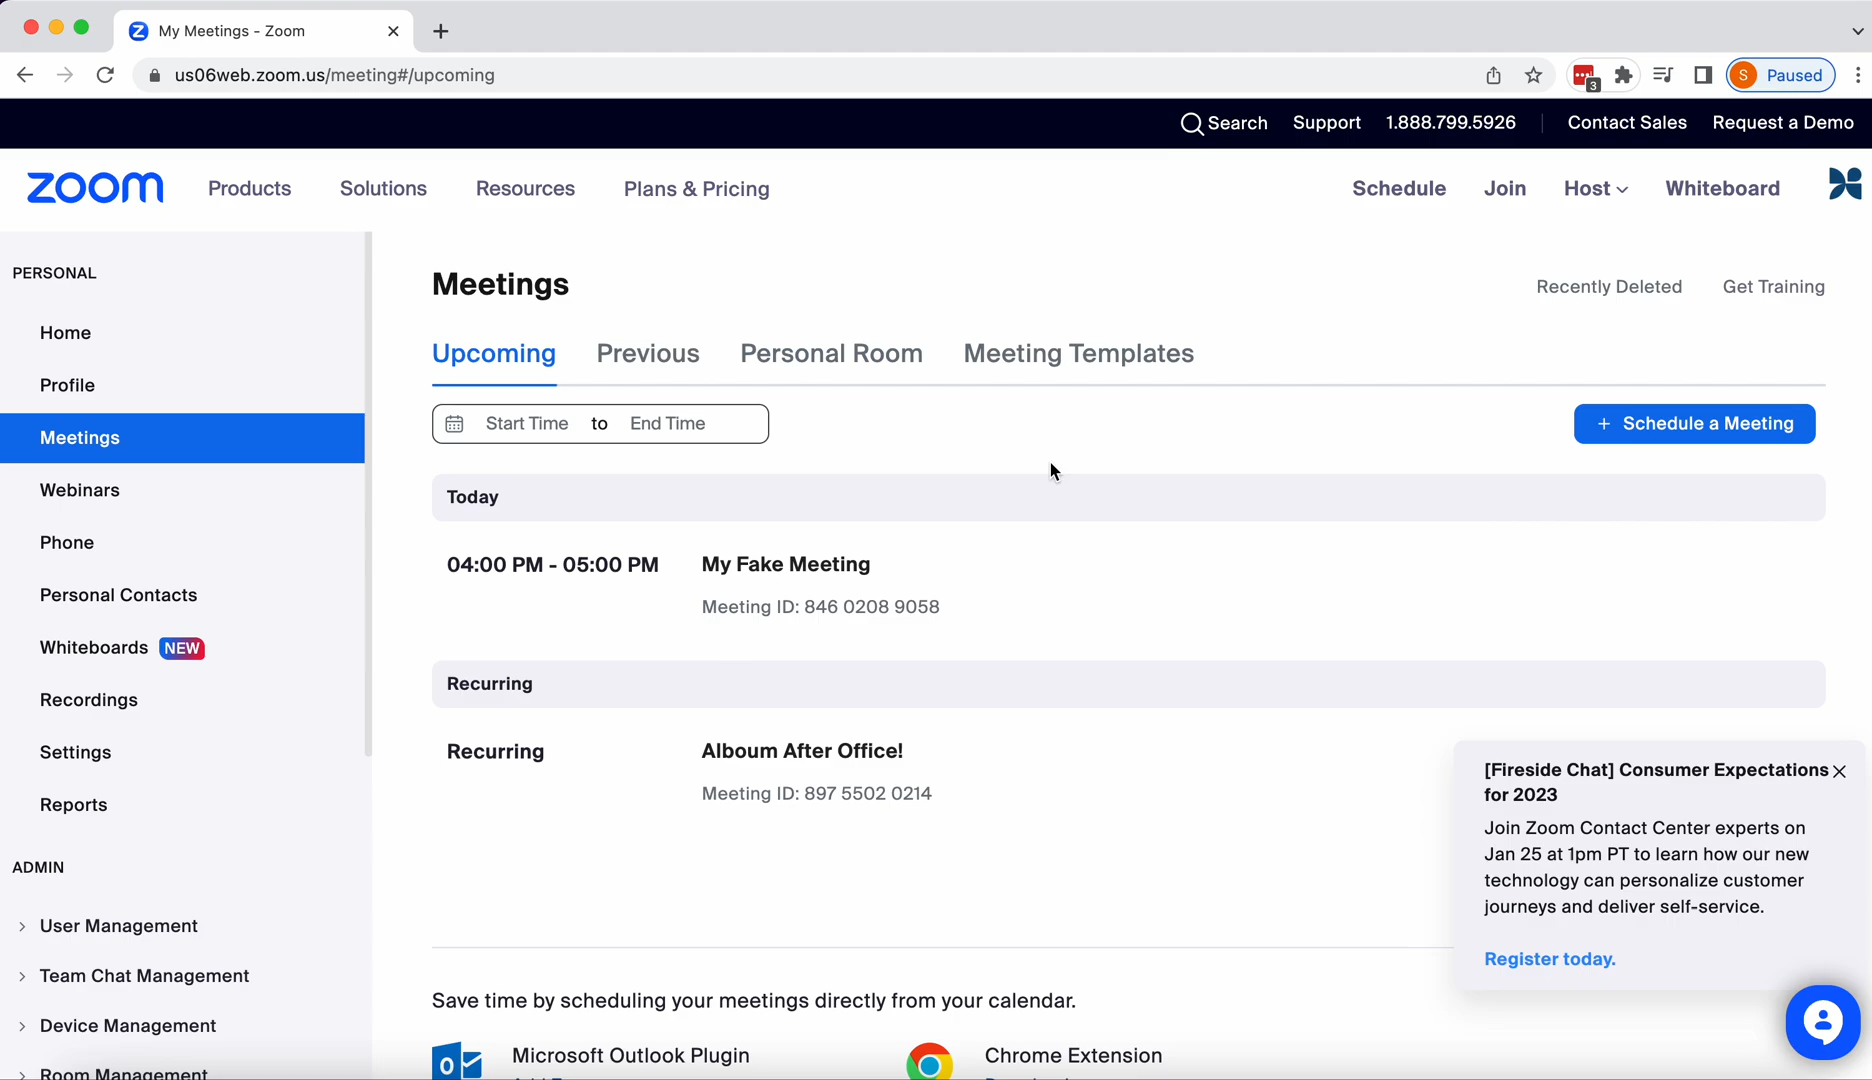 My Meetings - Zoom
us06web.zoom.us/meeting#/upcoming
3
S
Paused
Search
Support
1.888.799.5926
Contact Sales
Request a Demo
zoom
Products
Solutions
Resources
Plans & Pricing
Schedule
Join
Host
Whiteboard
PERSONAL
Home
Profile
Meetings
Webinars
Phone
Personal Contacts
Whiteboards NEW
Recordings
Settings
Reports
ADMIN
User Management
Team Chat Management
Device Management
Room Management
Meetings
Recently Deleted
Get Training
Upcoming
Previous
Personal Room
Meeting Templates
Start Time to End Time
+ Schedule a Meeting
Today
04:00 PM - 05:00 PM
My Fake Meeting
Meeting ID: 846 0208 9058
Recurring
Recurring
Alboum After Office!
Meeting ID: 897 5502 0214
[Fireside Chat] Consumer Expectations
for 2023
Join Zoom Contact Center experts on
Jan 25 at 1pm PT to learn how our new
technology can personalize customer
journeys and deliver self-service.
Register today.
Save time by scheduling your meetings directly from your calendar.
Microsoft Outlook Plugin
Chrome Extension